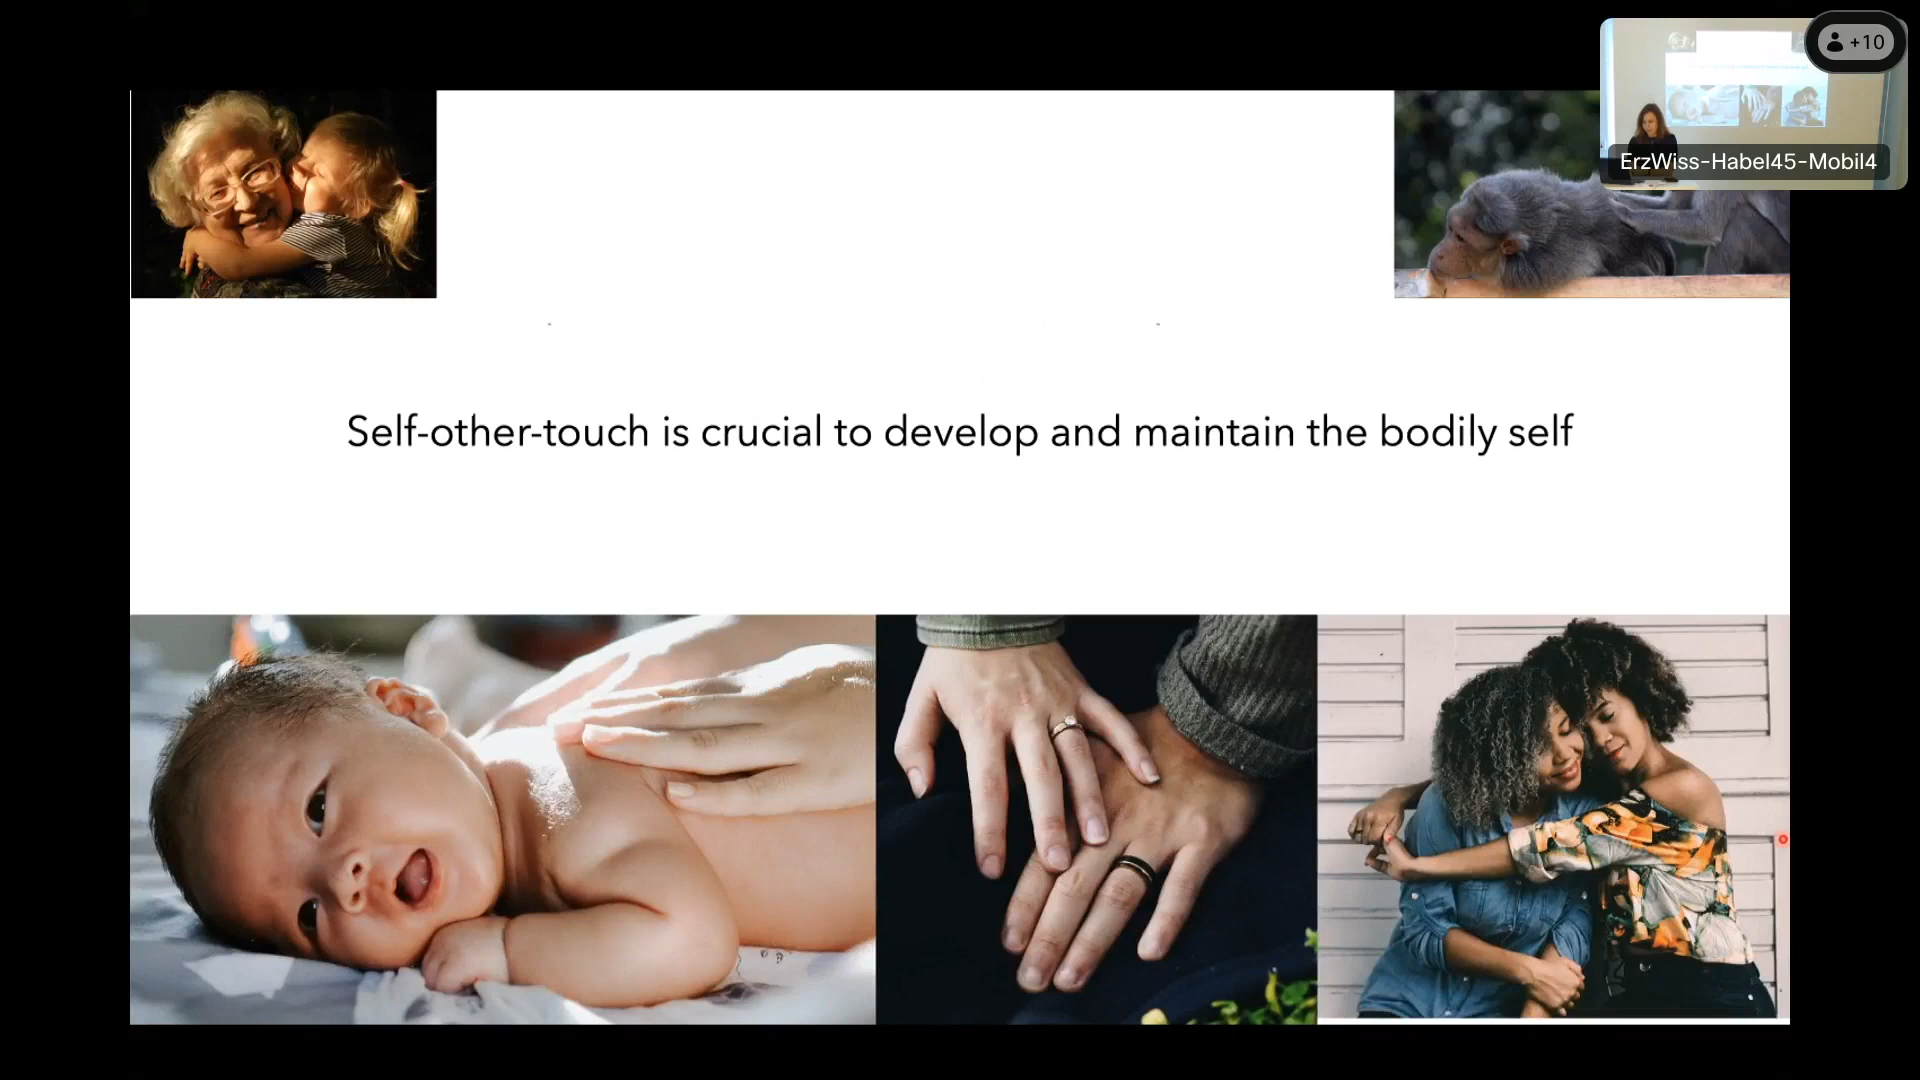 +10
ErzWiss-Habel45-Mobil4
Self-other-touch is crucial to develop and maintain the bodily self